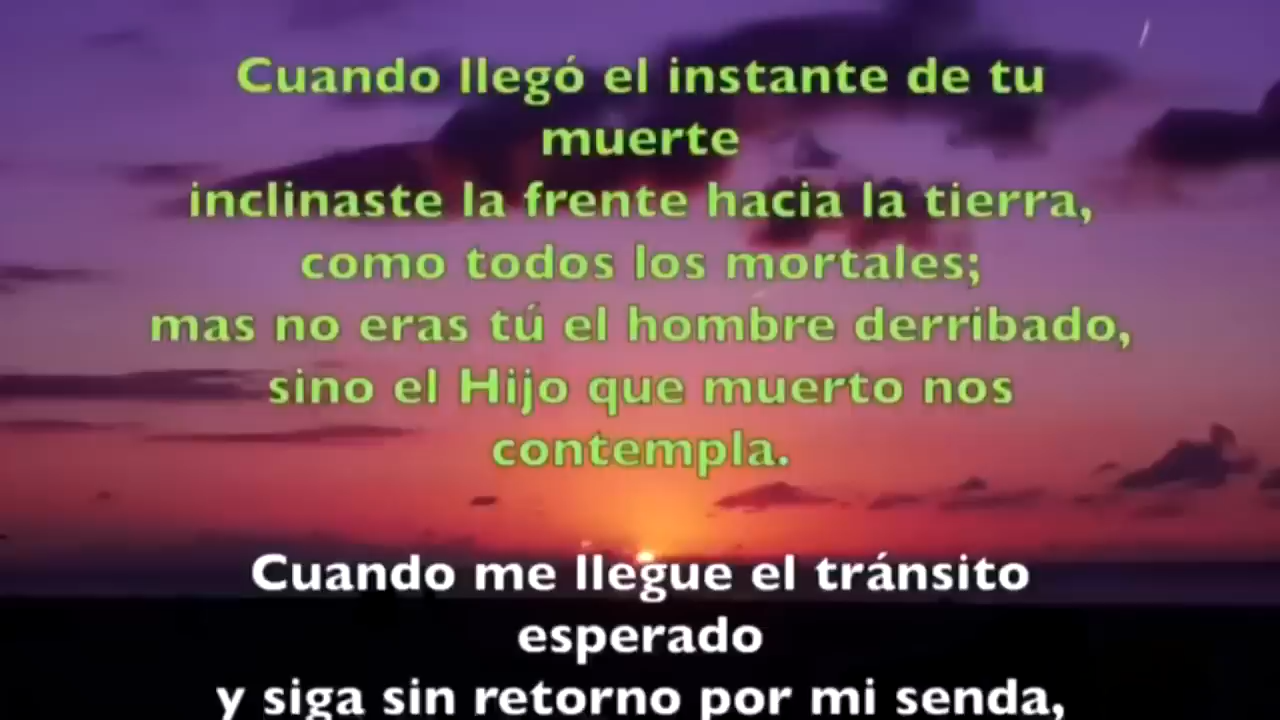 Cuando llegó el instante de tu
muerte
inclinaste la frente hacia la tierra,
como todos los mortales;
mas no eras tú el hombre derribado,
sino el Hijo que muerto nos
contempla.
Cuando me llegue el tránsito
esperado
y siga sin retorno por mi senda,